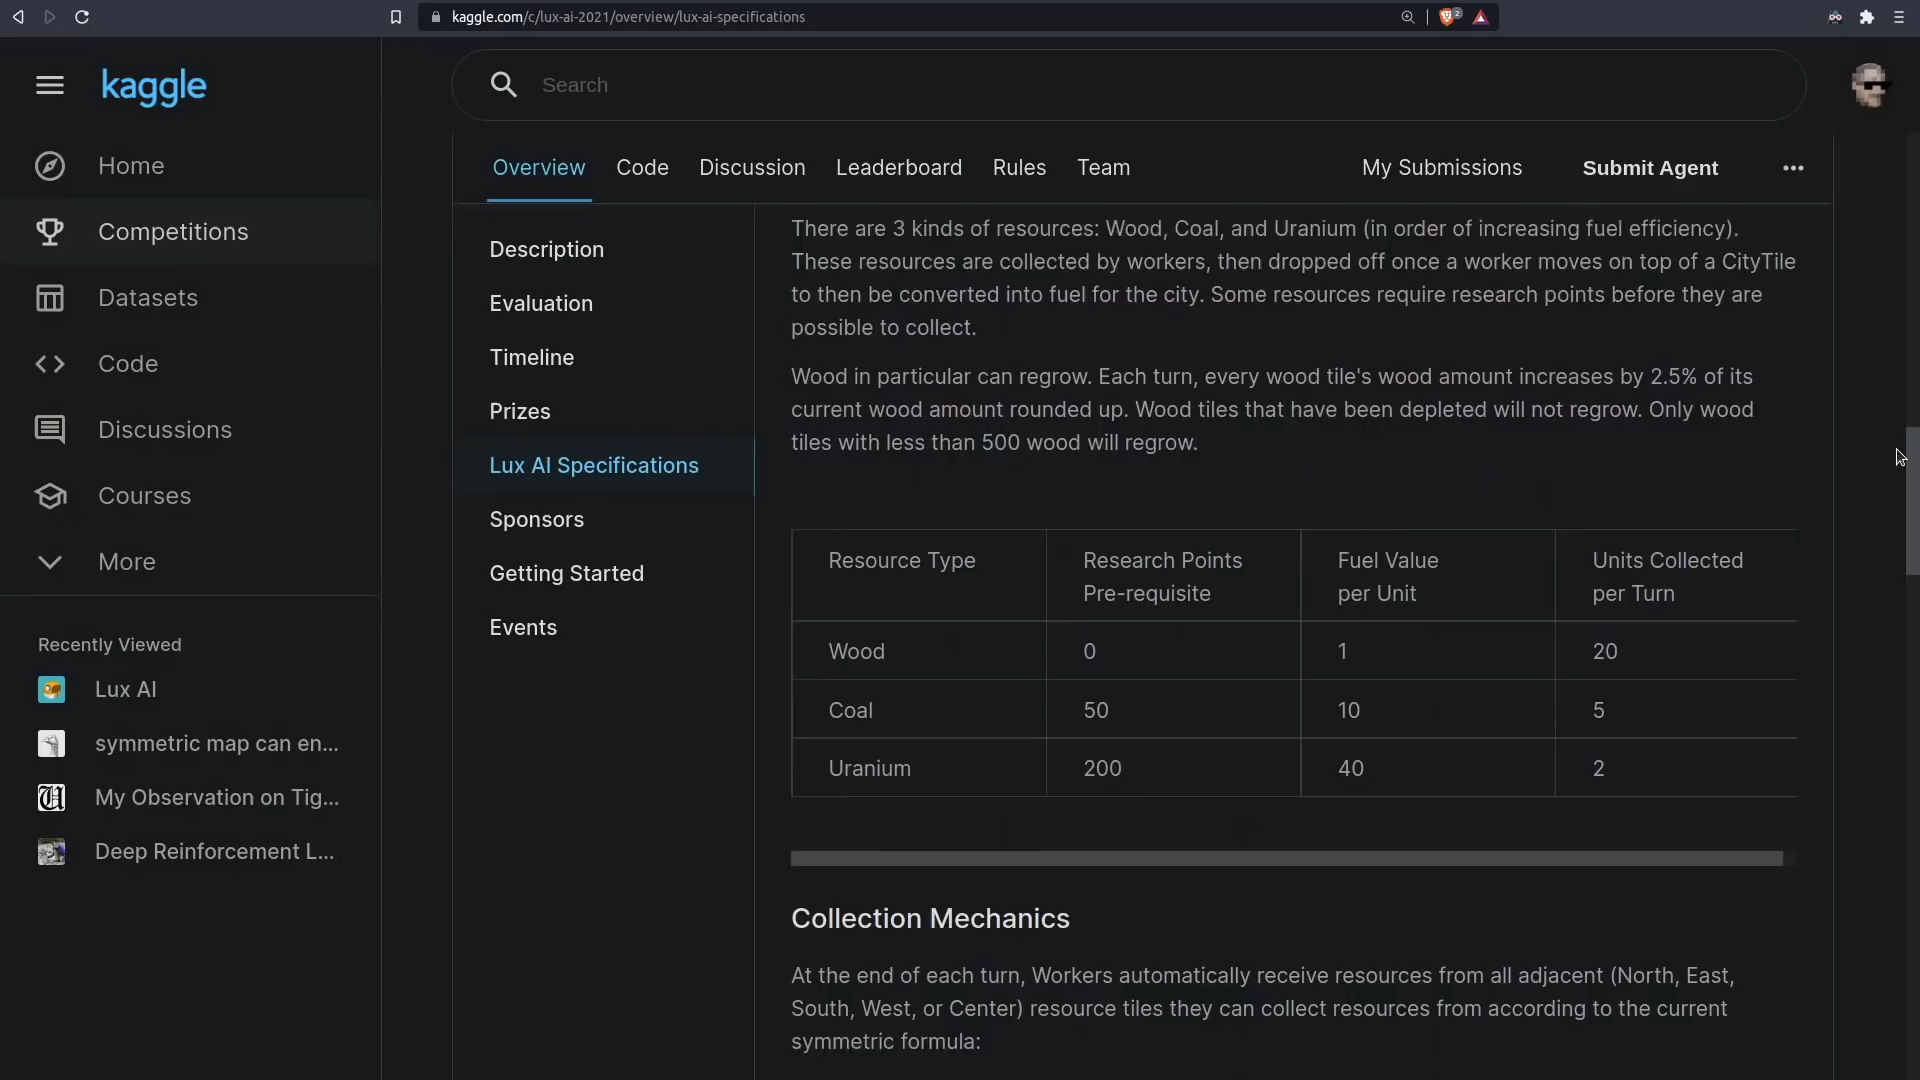 kaggle.com/c/lux-ai-2021/overview/lux-ai-specifications
2
kaggle
Search
Home
Competitions
Datasets
Code
Discussions
Courses
More
Recently Viewed
Lux AI
symmetric map can en...
My Observation on Tig...
Deep Reinforcement L...
Overview Code Discussion Leaderboard Rules Team My Submissions Submit Agent
Description
Evaluation
Timeline
Prizes
Lux AI Specifications
Sponsors
Getting Started
Events
There are 3 kinds of resources: Wood, Coal, and Uranium (in order of increasing fuel efficiency).
These resources are collected by workers, then dropped off once a worker moves on top of a CityTile
to then be converted into fuel for the city. Some resources require research points before they are
possible to collect.
Wood in particular can regrow. Each turn, every wood tile's wood amount increases by 2.5% of its
current wood amount rounded up. Wood tiles that have been depleted will not regrow. Only wood
tiles with less than 500 wood will regrow.
Resource Type Research Points Fuel Value Units Collected
Pre-requisite per Unit per Turn
Wood 0 1 20
Coal 50 10 5
Uranium 200 40 2
Collection Mechanics
At the end of each turn, Workers automatically receive resources from all adjacent (North, East,
South, West, or Center) resource tiles they can collect resources from according to the current
symmetric formula: